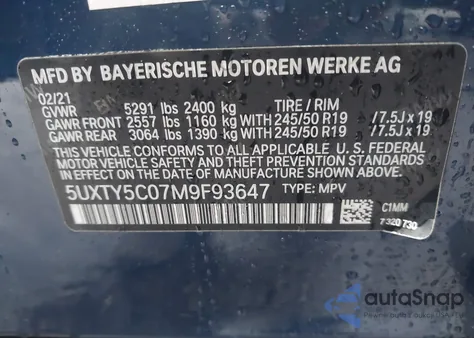 MFD BY BAYERISCHE MOTOREN WERKE AG
02/21
GVWR 5291 lbs 2400 kg TIRE / RIM
GAWR FRONT 2557 lbs 1160 kg WITH 245/50 R19 /7.5J x 19
GAWR REAR 3064 lbs 1390 kg WITH 245/50 R19 /7.5J x 19
THIS VEHICLE CONFORMS TO ALL APPLICABLE U. S. FEDERAL
MOTOR VEHICLE SAFETY, BUMPER, AND THEFT PREVENTION STANDARDS
IN EFFECT ON THE DATE OF MANUFACTURE SHOWN ABOVE.
5UXTY5C07M9F93647 TYPE: MPV
C1MM
7 320 730
autoSnap